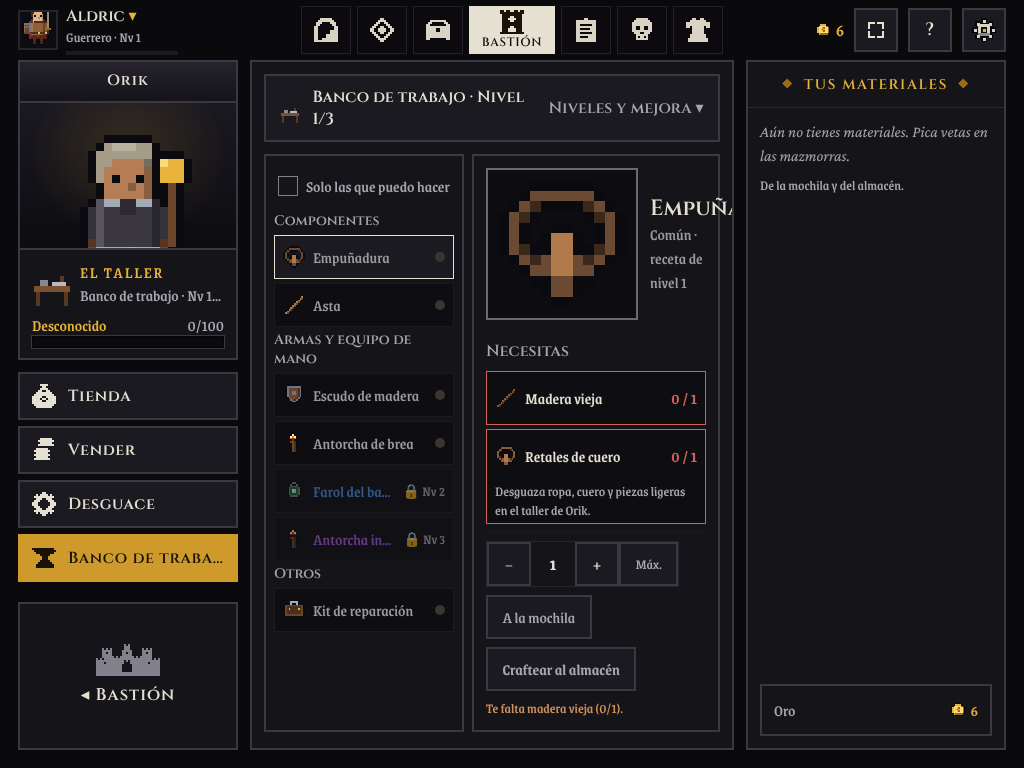 Aldric ▾
Guerrero · Nv 1
Bastión
6
?
Orik
EL TALLER
Banco de trabajo · Nv 1...
Desconocido 0/100
Tienda
Vender
Desguace
Banco de traba...
◂ Bastión
Banco de trabajo · Nivel
1/3
Niveles y mejora ▾
Solo las que puedo hacer
Componentes
Empuñadura
Asta
Armas y equipo de
mano
Escudo de madera
Antorcha de brea
Farol del ba... Nv 2
Antorcha in... Nv 3
Otros
Kit de reparación
Común ·
receta de
nivel 1
Necesitas
Madera vieja 0 / 1
Retales de cuero 0 / 1
Desguaza ropa, cuero y piezas ligeras
en el taller de Orik.
− 1 + Máx.
A la mochila
Craftear al almacén
Te falta madera vieja (0/1).
TUS MATERIALES
Aún no tienes materiales. Pica vetas en
las mazmorras.
De la mochila y del almacén.
Oro 6